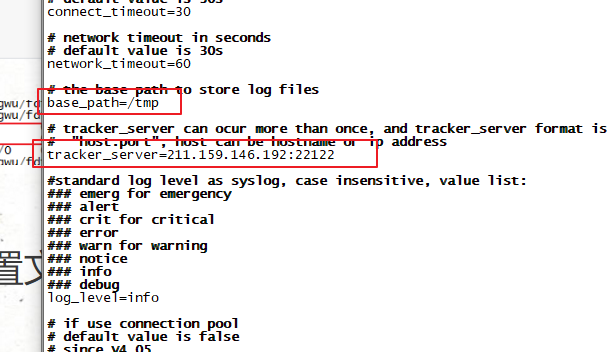 # default value is 30s
connect_timeout=30
# network timeout in seconds
# default value is 30s
network_timeout=60
# the base path to store log files
base_path=/tmp
# tracker_server can ocur more than once, and tracker_server format is
# "host:port", host can be hostname or ip address
tracker_server=211.159.146.192:22122
#standard log level as syslog, case insensitive, value list:
### emerg for emergency
### alert
### crit for critical
### error
### warn for warning
### notice
### info
### debug
log_level=info
# if use connection pool
# default value is false
# since V4.05
gwu/fd
gwu/fd
/0
gwu/fd
置文